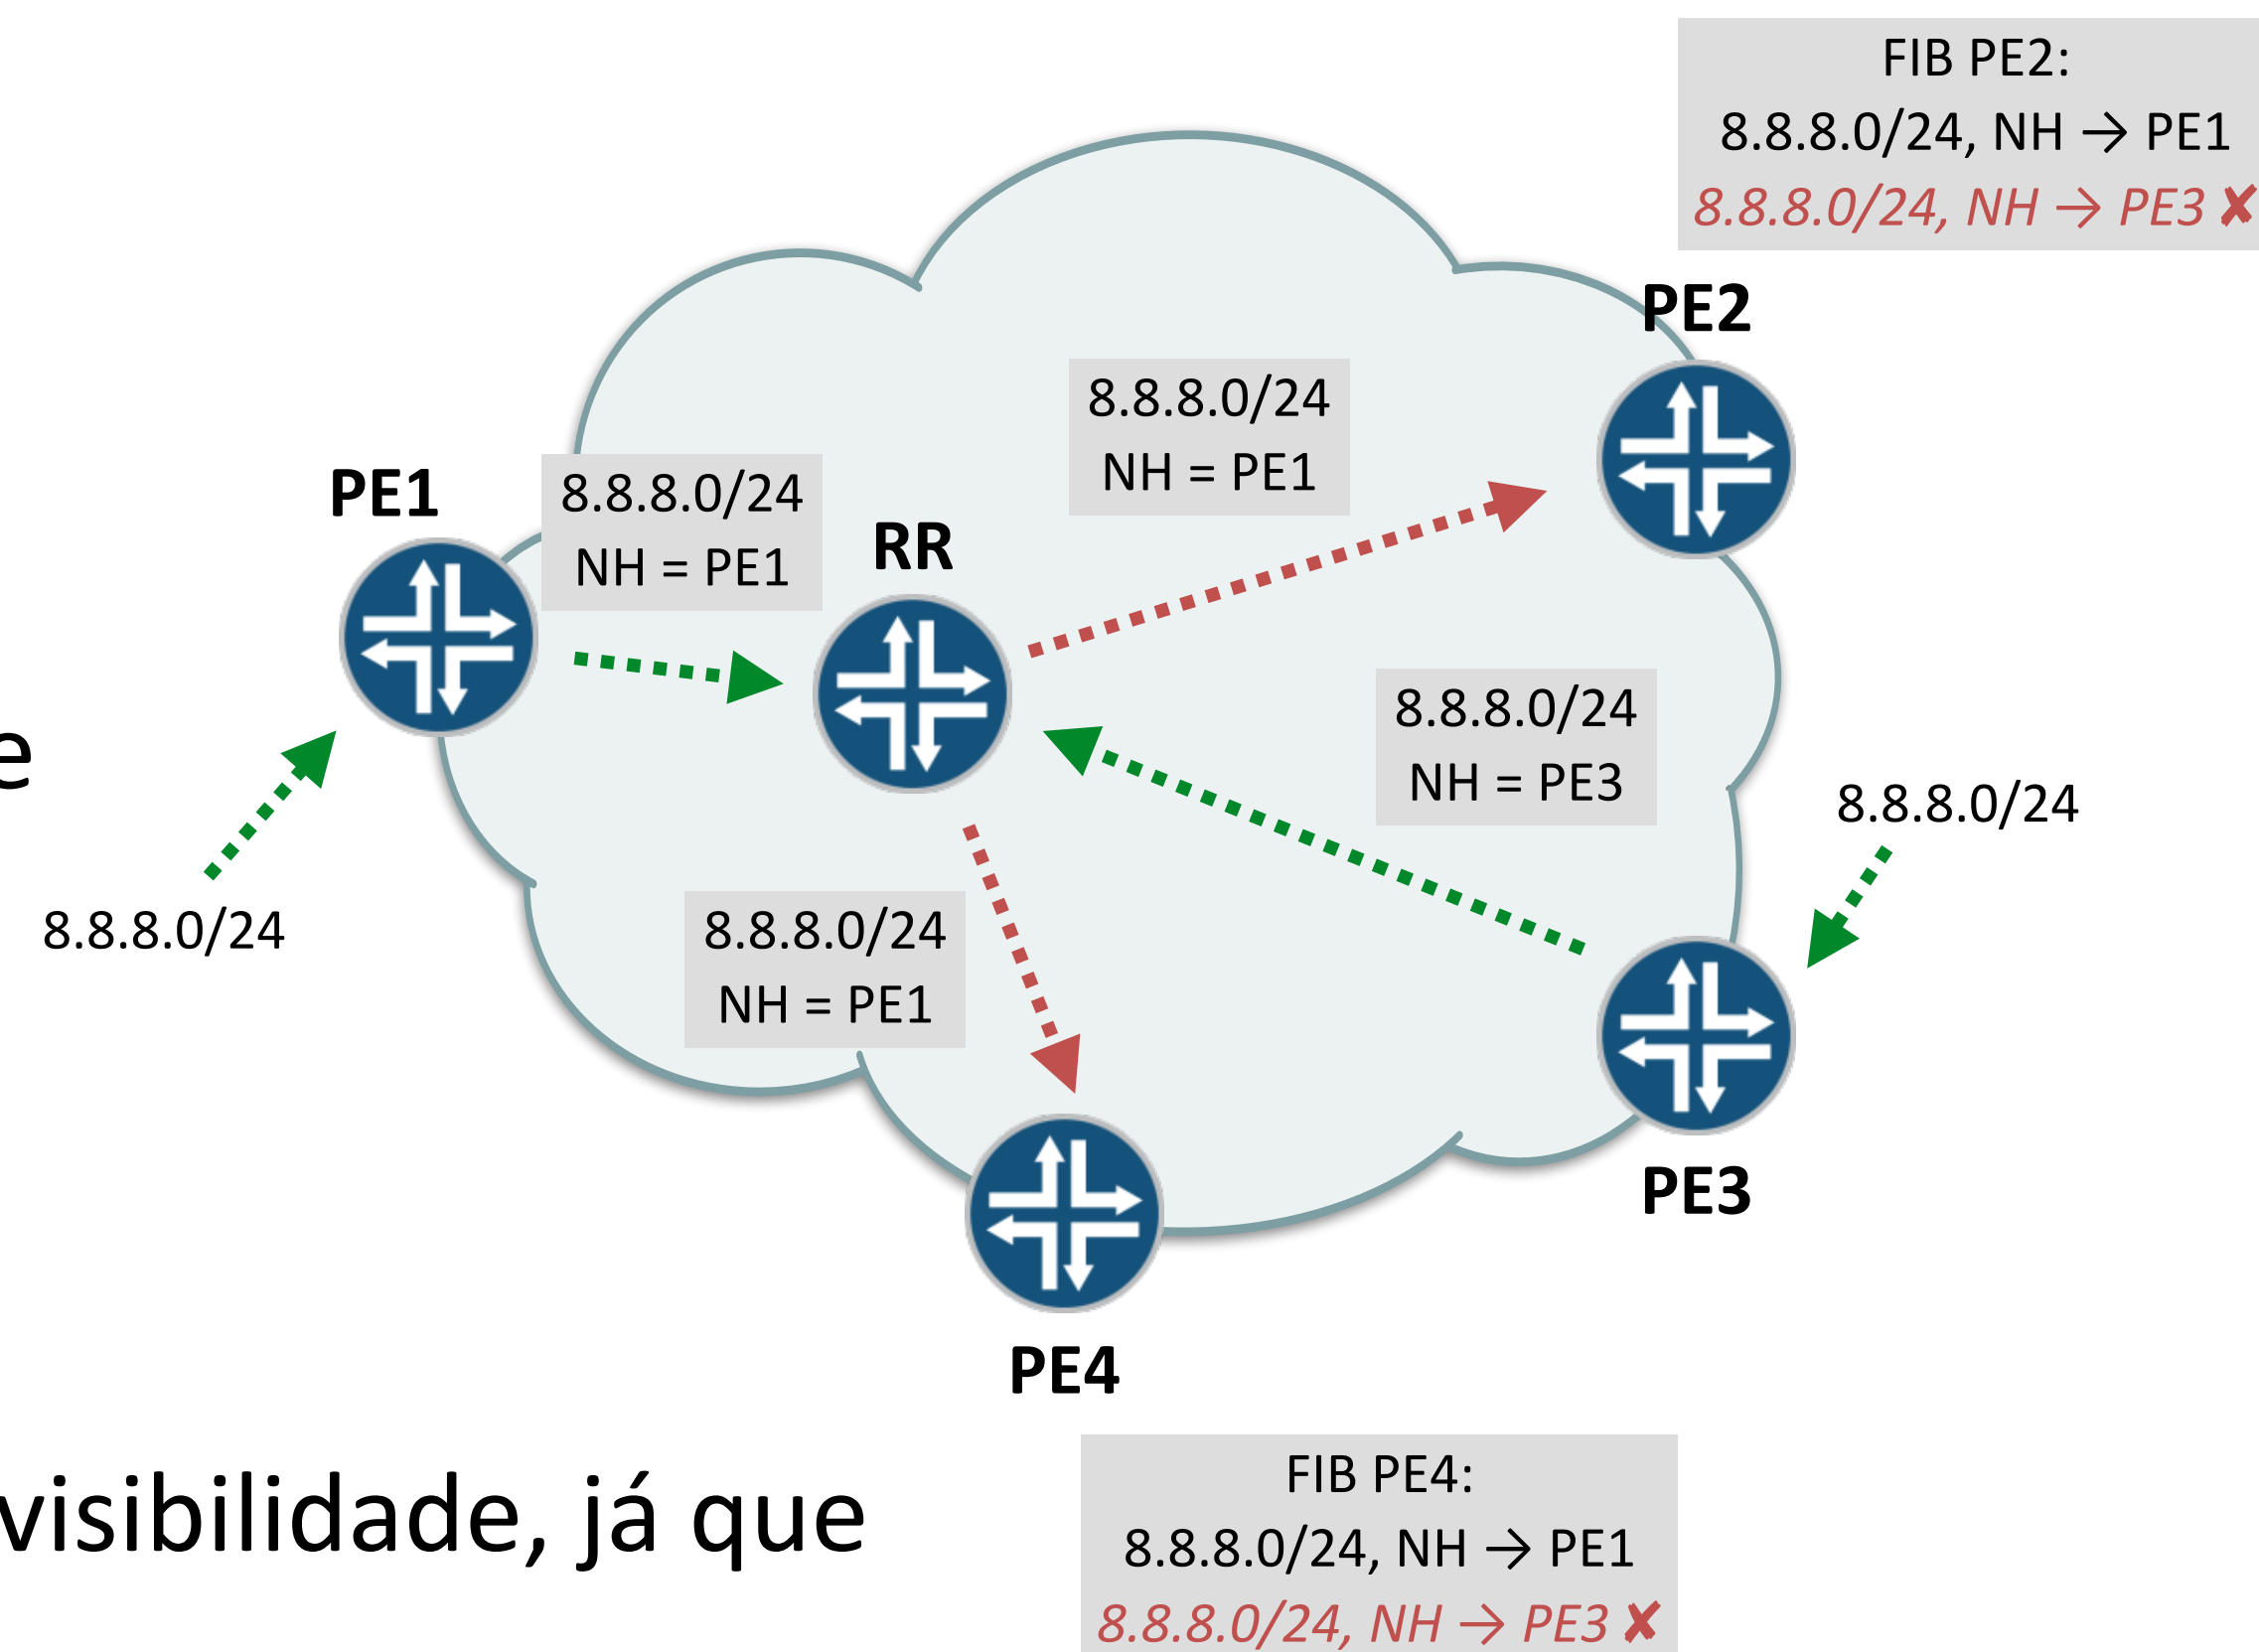 FIB PE2:
8.8.8.0/24, NH → PE1
8.8.8.0/24, NH → PE3 ✘
PE2
8.8.8.0/24
NH = PE1
PE1
8.8.8.0/24
NH = PE1
RR
8.8.8.0/24
NH = PE3
e
8.8.8.0/24
8.8.8.0/24
8.8.8.0/24
NH = PE1
PE3
PE4
FIB PE4:
8.8.8.0/24, NH → PE1
8.8.8.0/24, NH → PE3 ✘
visibilidade, já que